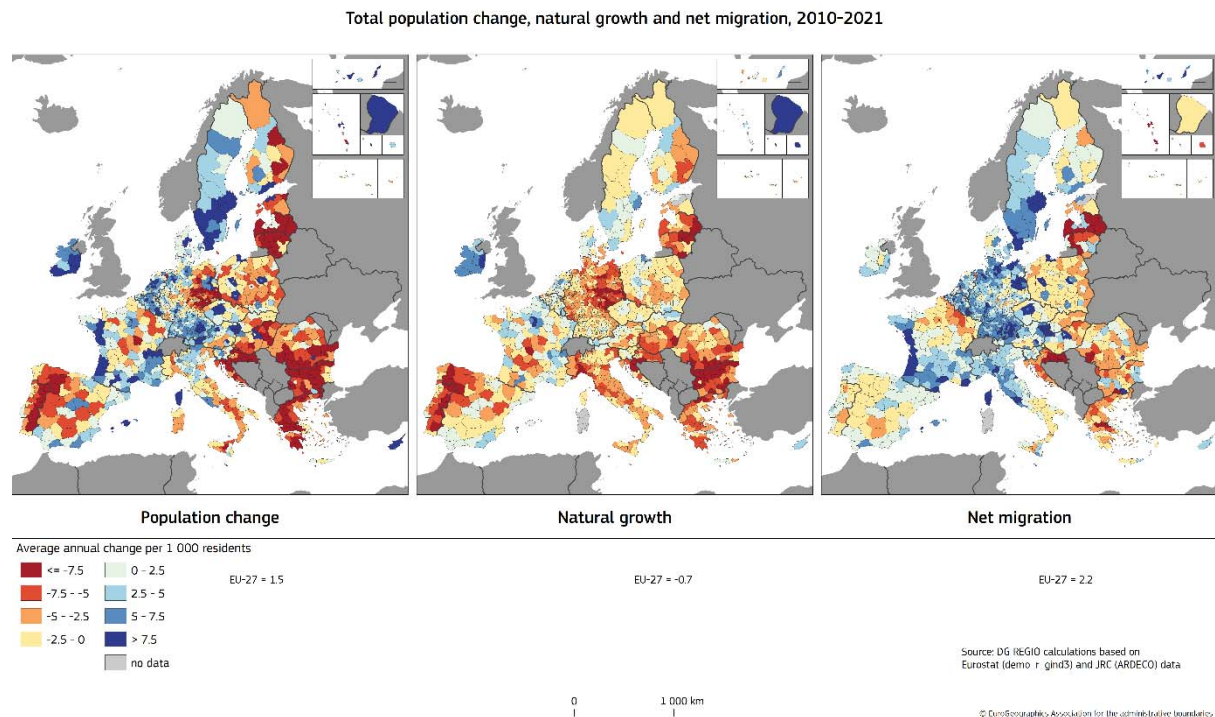 Total population change, natural growth and net migration, 2010-2021
Population change
Natural growth
Net migration
Average annual change per 1 000 residents
<= -7.5
0 - 2.5
-7.5 - -5
2.5 - 5
-5 - -2.5
5 - 7.5
-2.5 - 0
> 7.5
no data
EU-27 = 1.5
EU-27 = -0.7
EU-27 = 2.2
Source: DG REGIO calculations based on
Eurostat (demo_r_gind3) and JRC (ARDECO) data
0 1 000 km
© EuroGeographics Association for the administrative boundaries